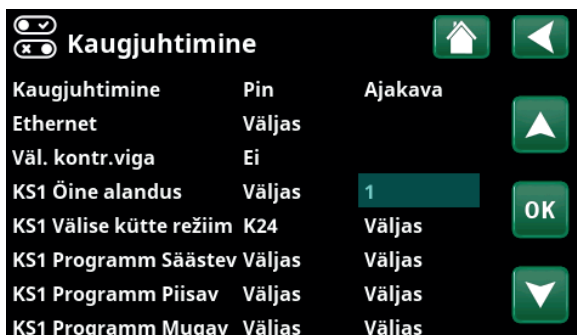 Kaugjuhtimine
Kaugjuhtimine Pin Ajakava
Ethernet Väljas
Väl. kontr.viga Ei
KS1 Öine alandus Väljas 1
OK
KS1 Välise kütte režiim K24 Väljas
KS1 Programm Säästev Väljas Väljas
KS1 Programm Piisav Väljas Väljas
KS1 Programm Mugav Väljas Väljas